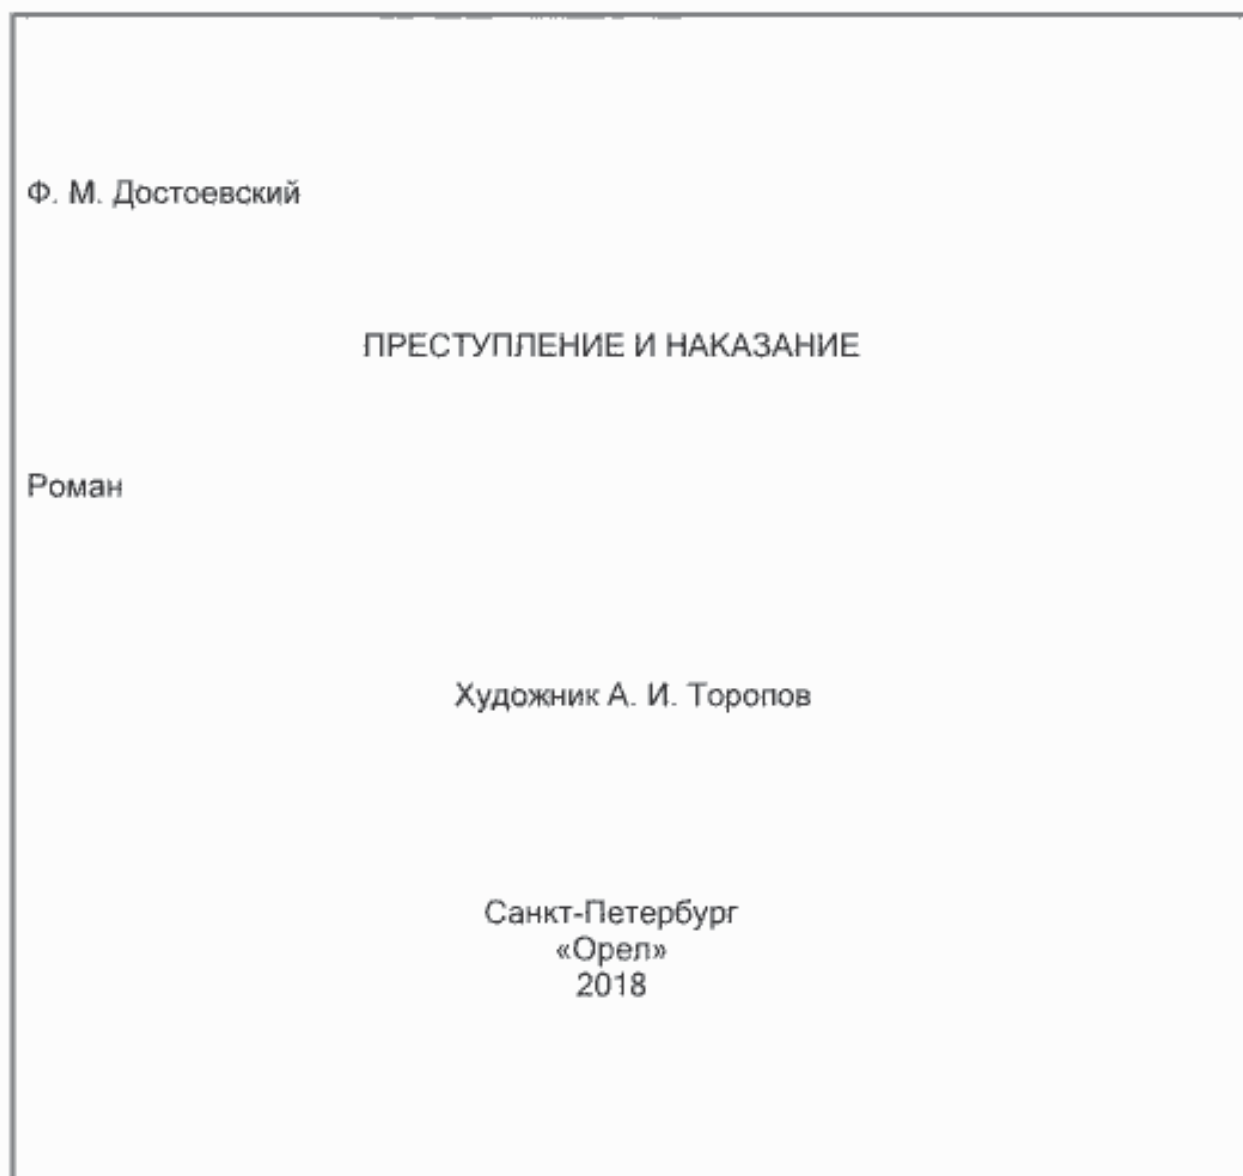 Ф. М. Достоевский
ПРЕСТУПЛЕНИЕ И НАКАЗАНИЕ
Роман
Художник А. И. Торопов
Санкт-Петербург
«Орел»
2018